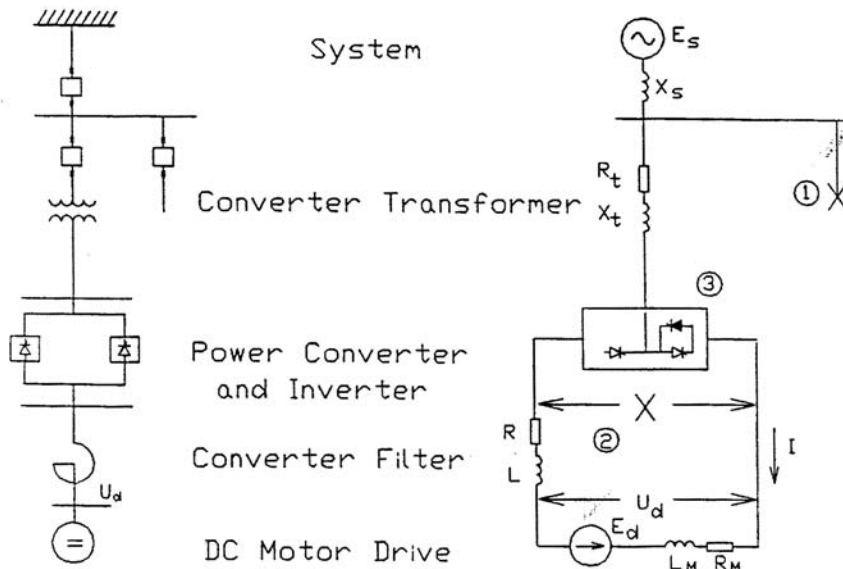 System
Converter Transformer
Power Converter
and Inverter
Converter Filter
DC Motor Drive
U_d
E_s
X_s
R_t
X_t
①
③
R
②
L
I
U_d
E_d
L_M
R_M